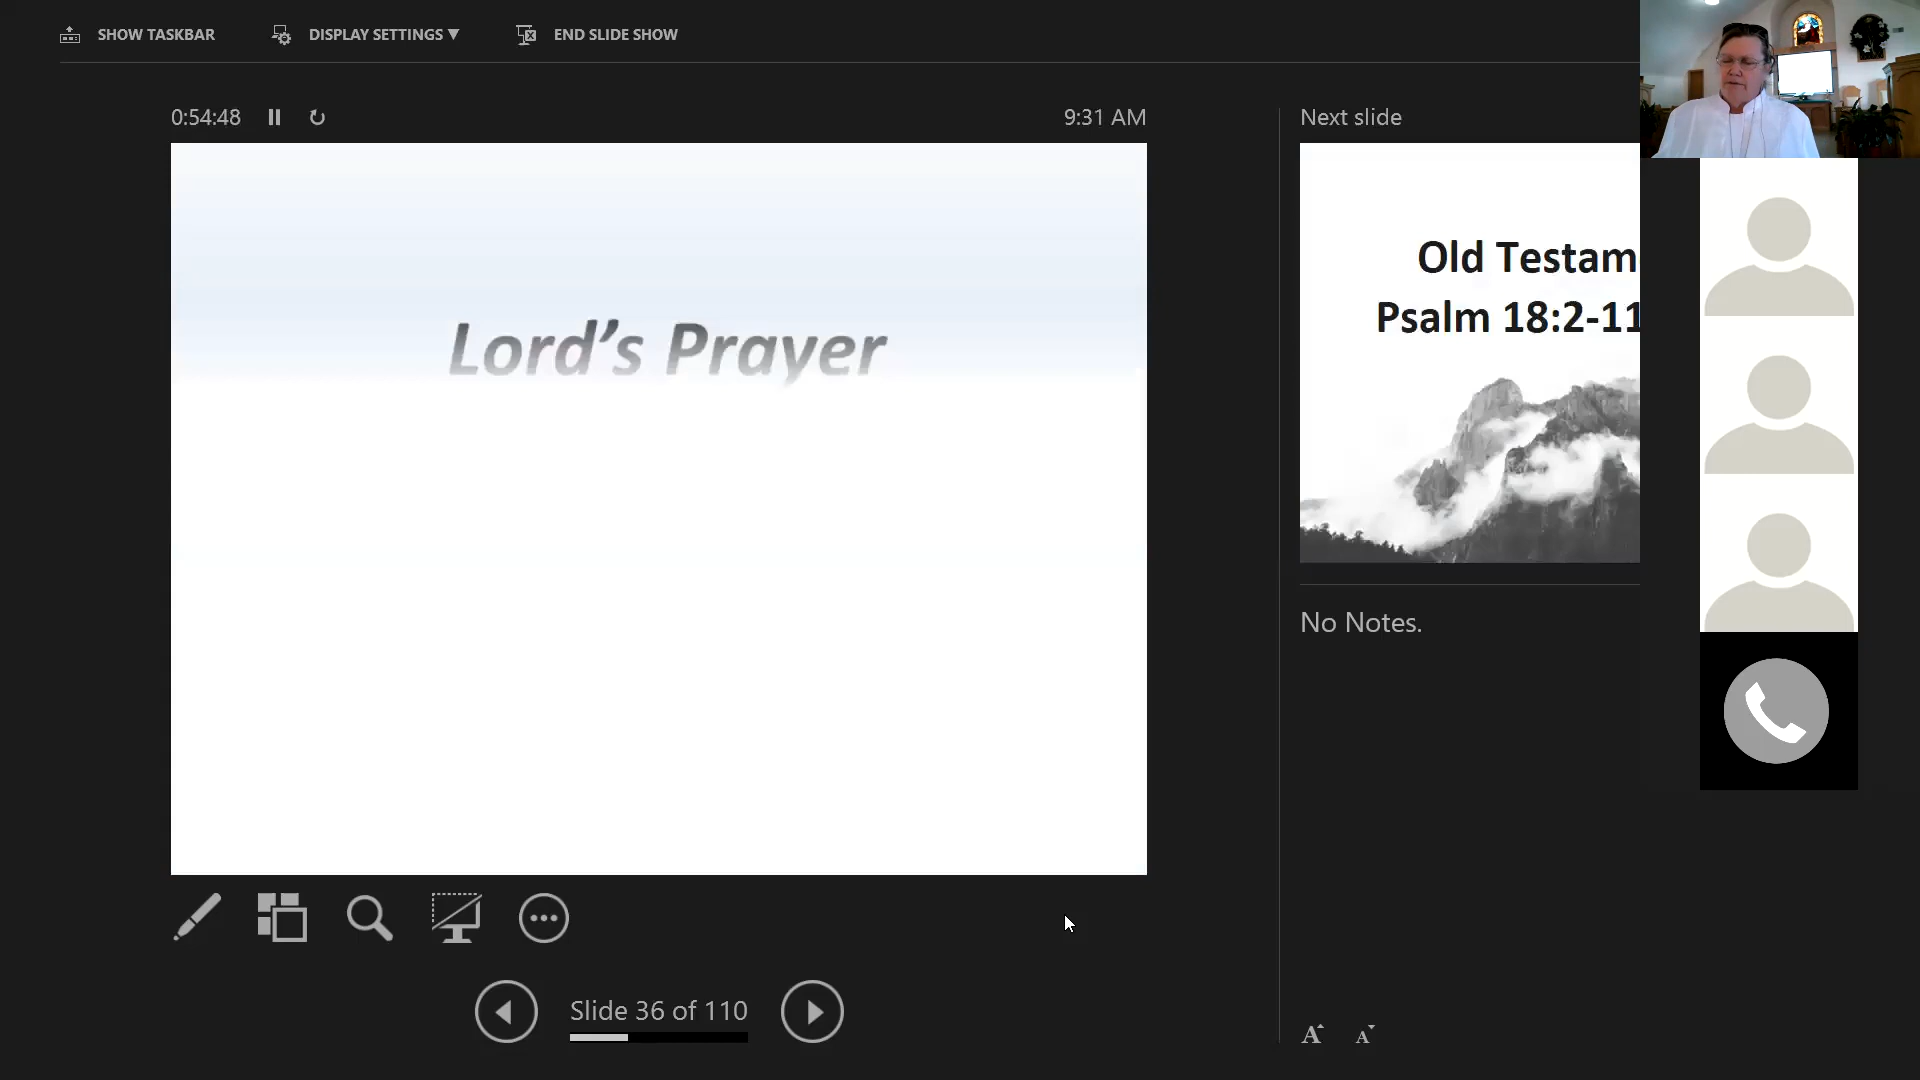 SHOW TASKBAR
DISPLAY SETTINGS ▼
END SLIDE SHOW
0:54:48
9:31 AM
Next slide
Lord’s Prayer
Old Testam
Psalm 18:2-11
No Notes.
Slide 36 of 110
A
A